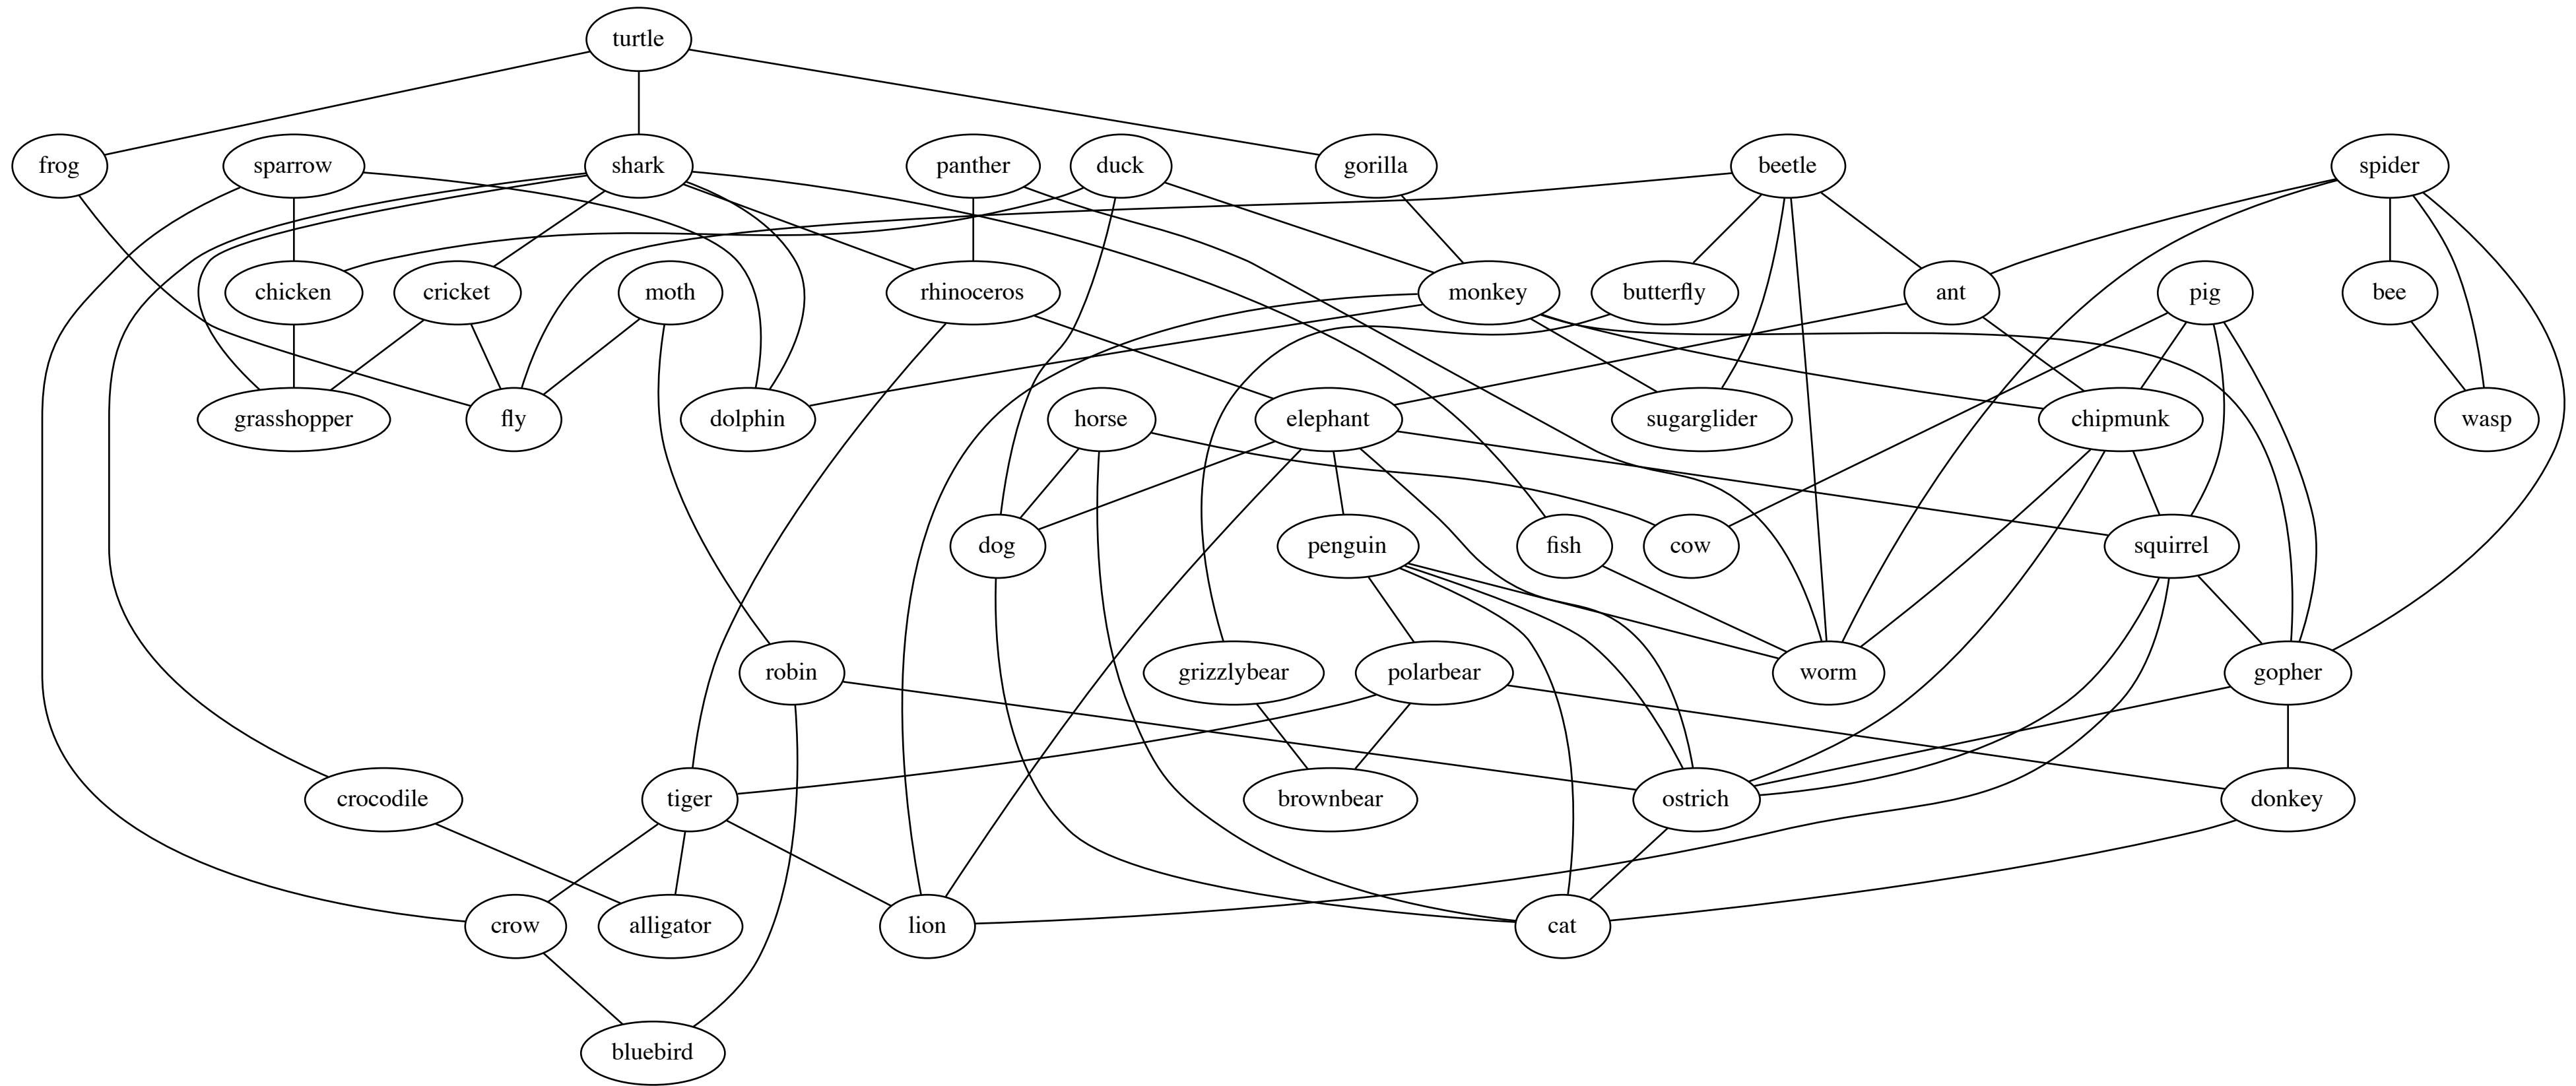 turtle
frog
sparrow
shark
panther
duck
gorilla
beetle
spider
chicken
cricket
moth
rhinoceros
monkey
butterfly
ant
pig
bee
grasshopper
fly
dolphin
horse
elephant
sugarglider
chipmunk
wasp
dog
penguin
fish
cow
squirrel
robin
grizzlybear
polarbear
worm
gopher
crocodile
tiger
brownbear
ostrich
donkey
crow
alligator
lion
cat
bluebird